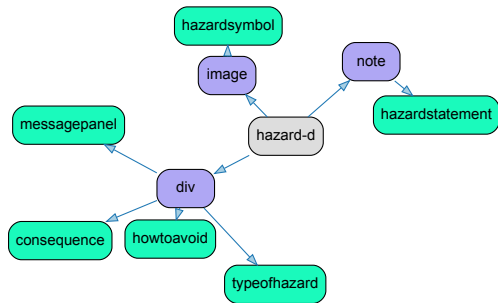 hazardsymbol
image
note
hazardstatement
messagepanel
hazard-d
div
consequence
howtoavoid
typeofhazard